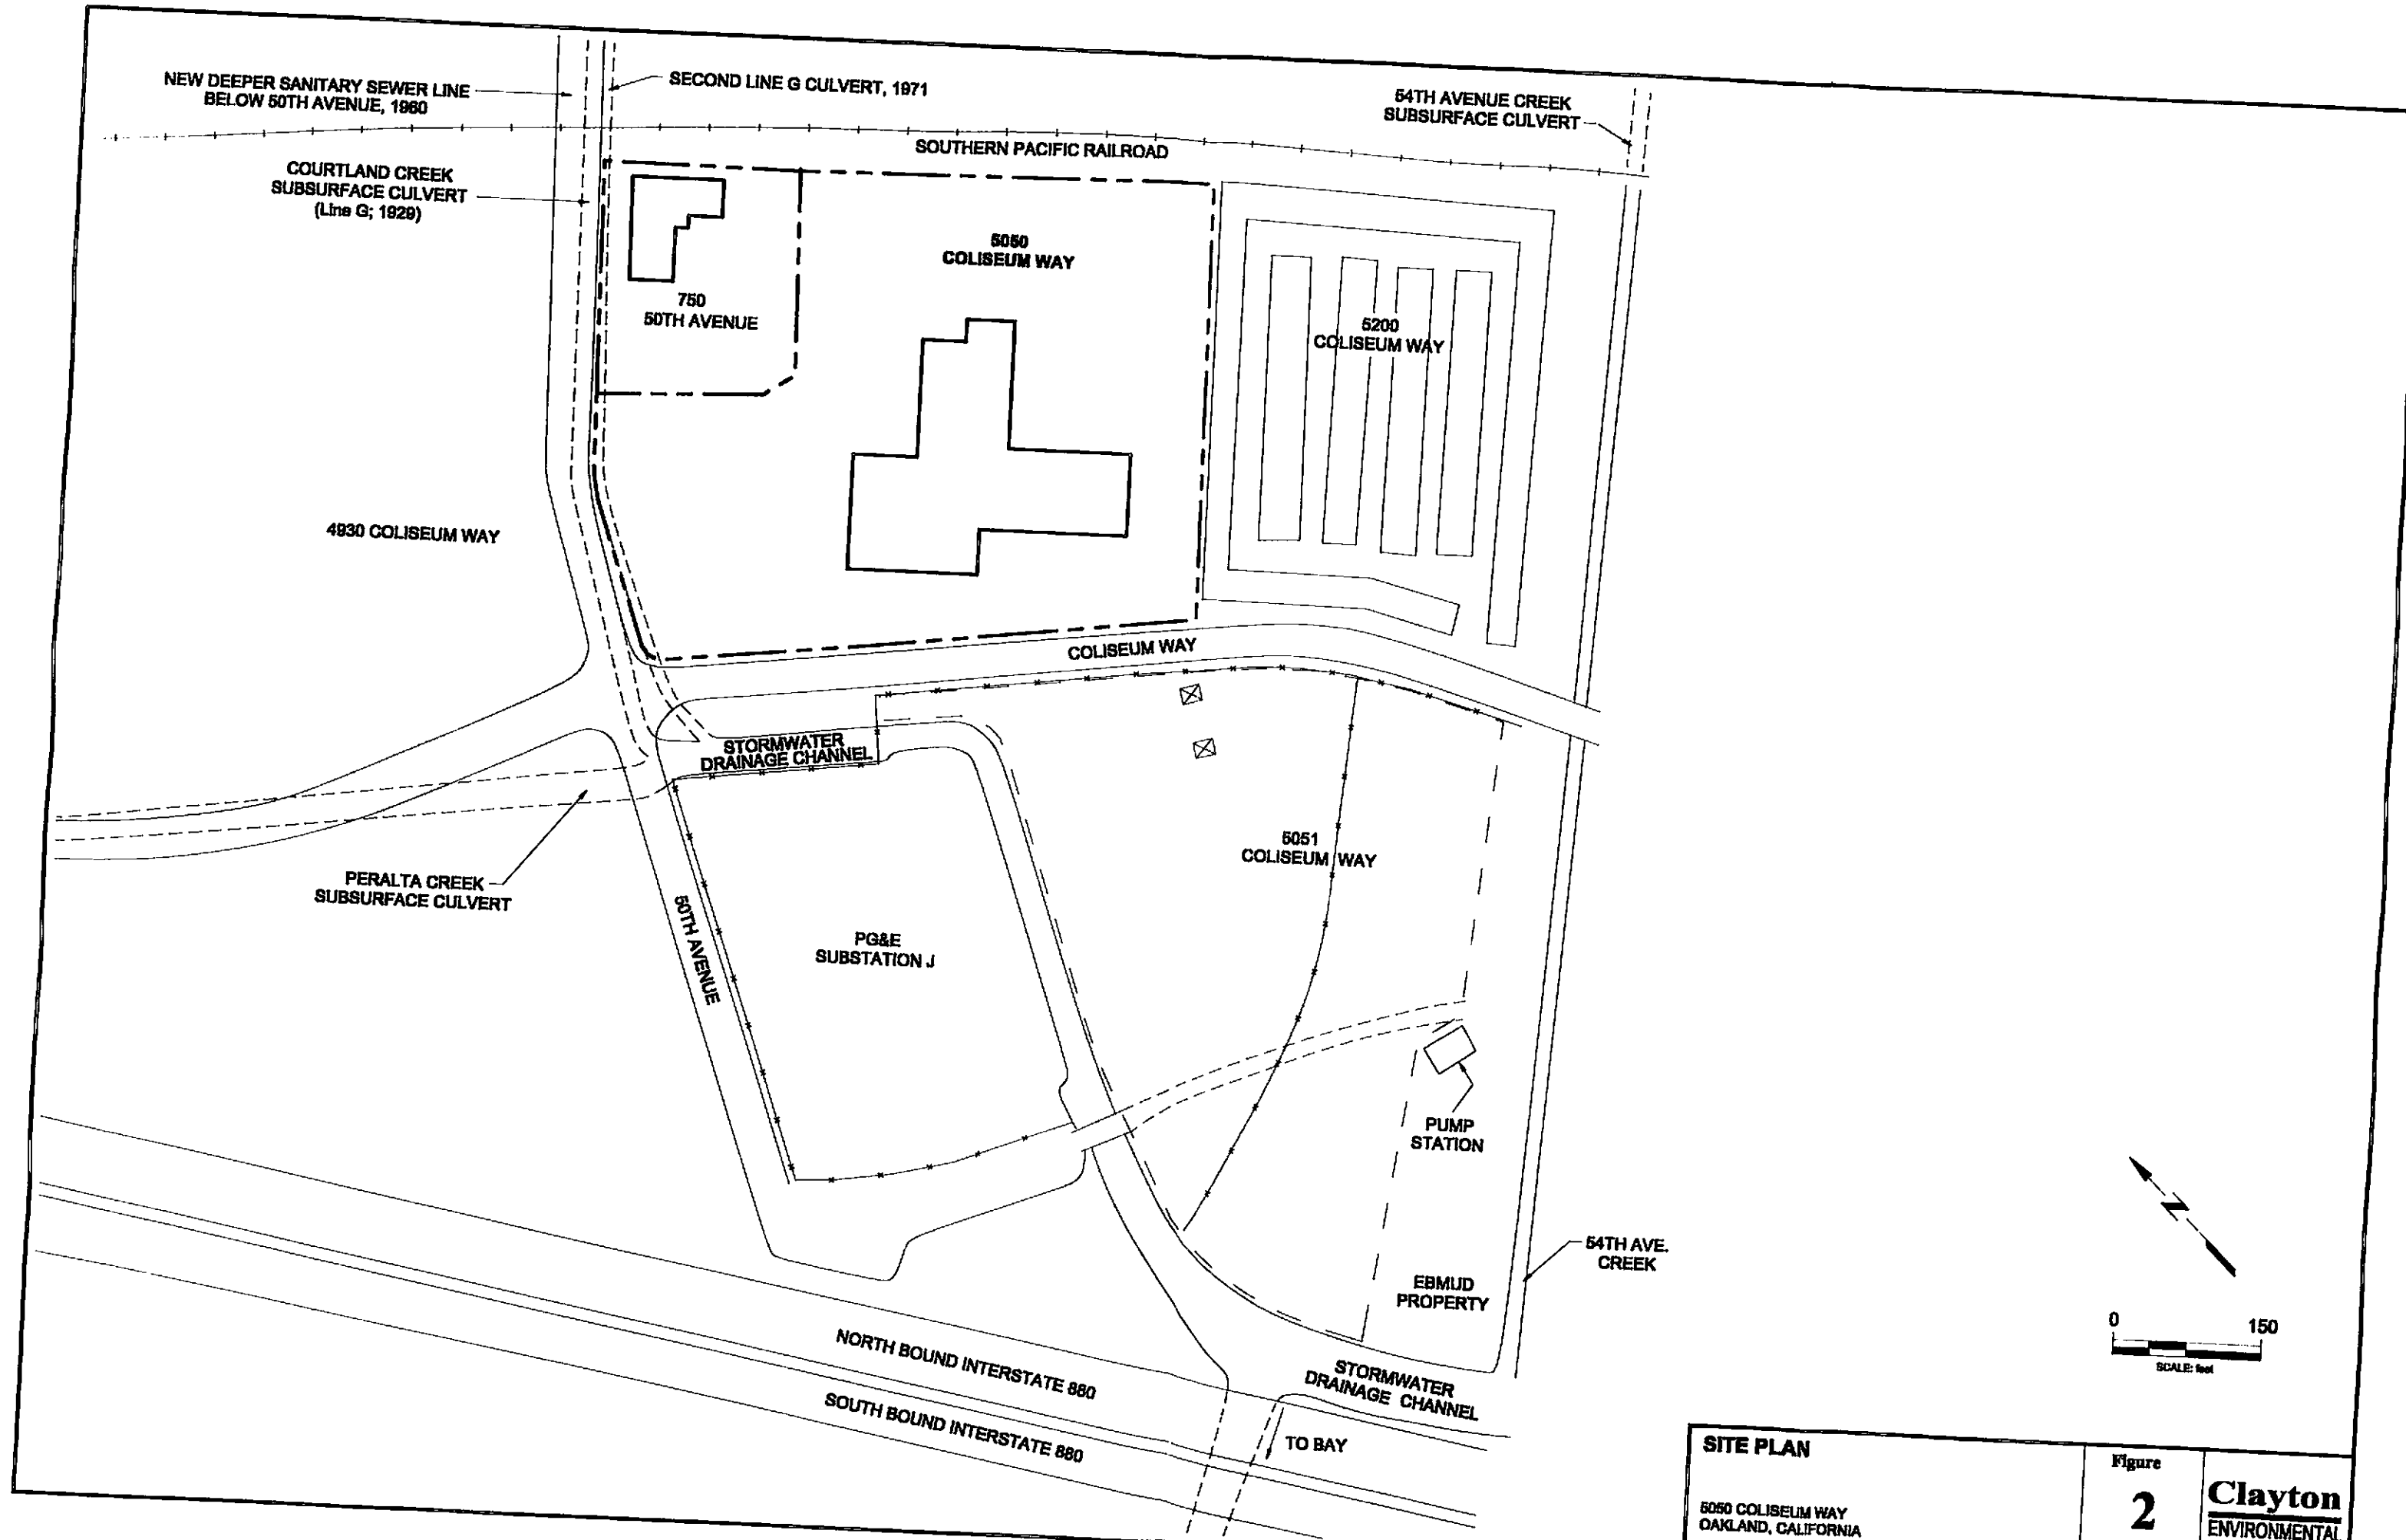 NEW DEEPER SANITARY SEWER LINE
BELOW 50TH AVENUE, 1960
SECOND LINE G CULVERT, 1971
54TH AVENUE CREEK
SUBSURFACE CULVERT
SOUTHERN PACIFIC RAILROAD
COURTLAND CREEK
SUBSURFACE CULVERT
(Line G; 1929)
750
50TH AVENUE
5050
COLISEUM WAY
5200
COLISEUM WAY
4930 COLISEUM WAY
COLISEUM WAY
STORMWATER
DRAINAGE CHANNEL
PERALTA CREEK
SUBSURFACE CULVERT
50TH AVENUE
PG&E
SUBSTATION J
5051
COLISEUM WAY
PUMP
STATION
54TH AVE.
CREEK
EBMUD
PROPERTY
N
0 150
SCALE: feet
NORTH BOUND INTERSTATE 880
SOUTH BOUND INTERSTATE 880
STORMWATER
DRAINAGE CHANNEL
TO BAY
SITE PLAN
5050 COLISEUM WAY
OAKLAND, CALIFORNIA
Figure
2
Clayton
ENVIRONMENTAL